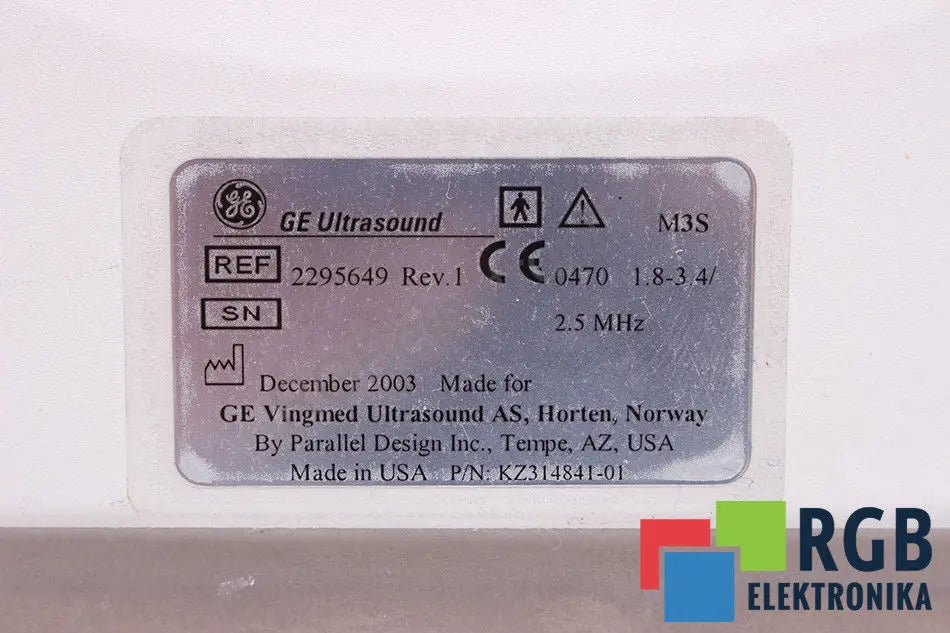 GE Ultrasound M3S
REF 2295649 Rev.1 CE 0470 1.8-3.4/
SN 2.5 MHz
December 2003 Made for
GE Vingmed Ultrasound AS, Horten, Norway
By Parallel Design Inc., Tempe, AZ, USA
Made in USA P/N: KZ314841-01
RGB
ELEKTRONIKA